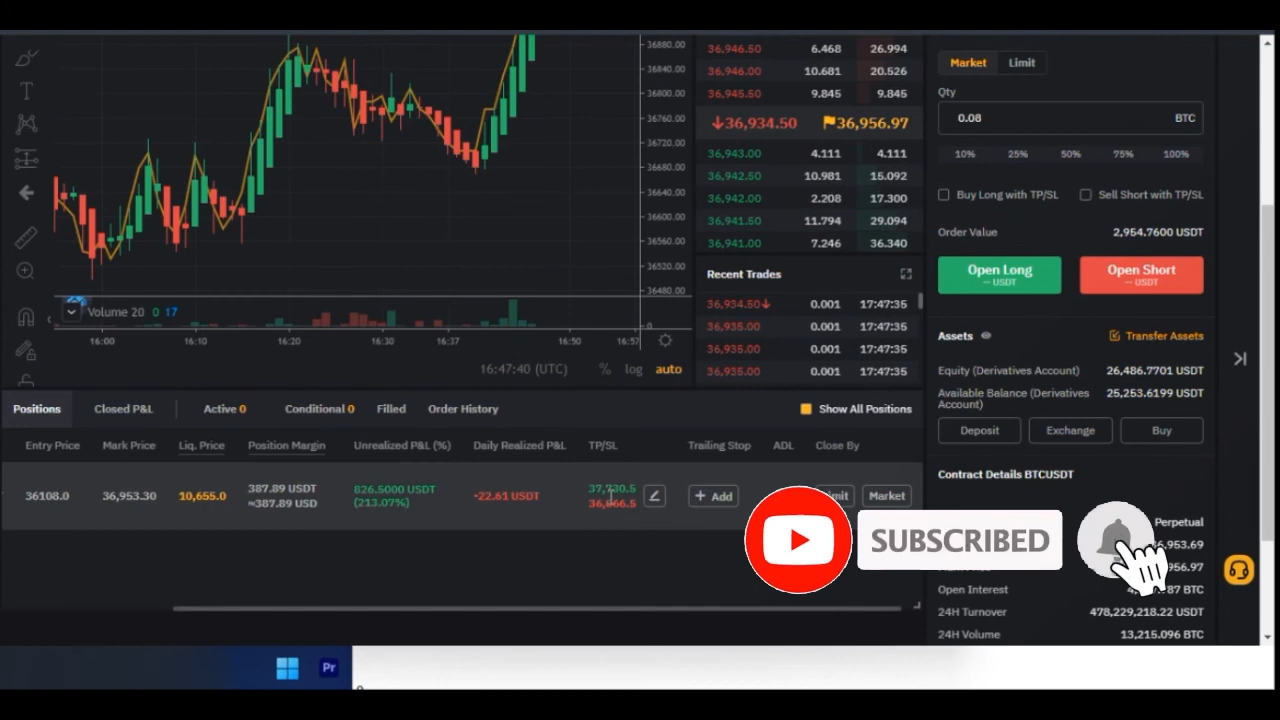 36880.00
36840.00
36800.00
36760.00
36720.00
36680.00
36640.00
36600.00
36560.00
36520.00
36480.00
Volume 20 0 17
0
16:00 16:10 16:20 16:30 16:37 16:50 16:57
16:47:40 (UTC) % log auto
36,946.50 6.468 26.994
36,946.00 10.681 20.526
36,945.50 9.845 9.845
36,934.50 36,956.97
36,943.00 4.111 4.111
36,942.50 10.981 15.092
36,942.00 2.208 17.300
36,941.50 11.794 29.094
36,941.00 7.246 36.340
Recent Trades
36,934.50 0.001 17:47:35
36,935.00 0.001 17:47:35
36,935.00 0.001 17:47:35
36,935.00 0.001 17:47:35
Market Limit
Qty
0.08 BTC
10% 25% 50% 75% 100%
Buy Long with TP/SL Sell Short with TP/SL
Order Value 2,954.7600 USDT
Open Long Open Short
-- USDT -- USDT
Assets Transfer Assets
Equity (Derivatives Account) 26,486.7701 USDT
Available Balance (Derivatives 25,253.6199 USDT
Account)
Deposit Exchange Buy
Contract Details BTCUSDT
Perpetual
6,953.69
956.97
Open Interest BTC
24H Turnover 478,229,218.22 USDT
24H Volume 13,215.096 BTC
Positions Closed P&L Active 0 Conditional 0 Filled Order History Show All Positions
Entry Price Mark Price Liq. Price Position Margin Unrealized P&L (%) Daily Realized P&L TP/SL Trailing Stop ADL Close By
36108.0 36,953.30 10,655.0 387.89 USDT 826.5000 USDT -22.61 USDT 37,730.5 + Add Market
≈387.89 USD (213.07%)
SUBSCRIBED
T
Pr